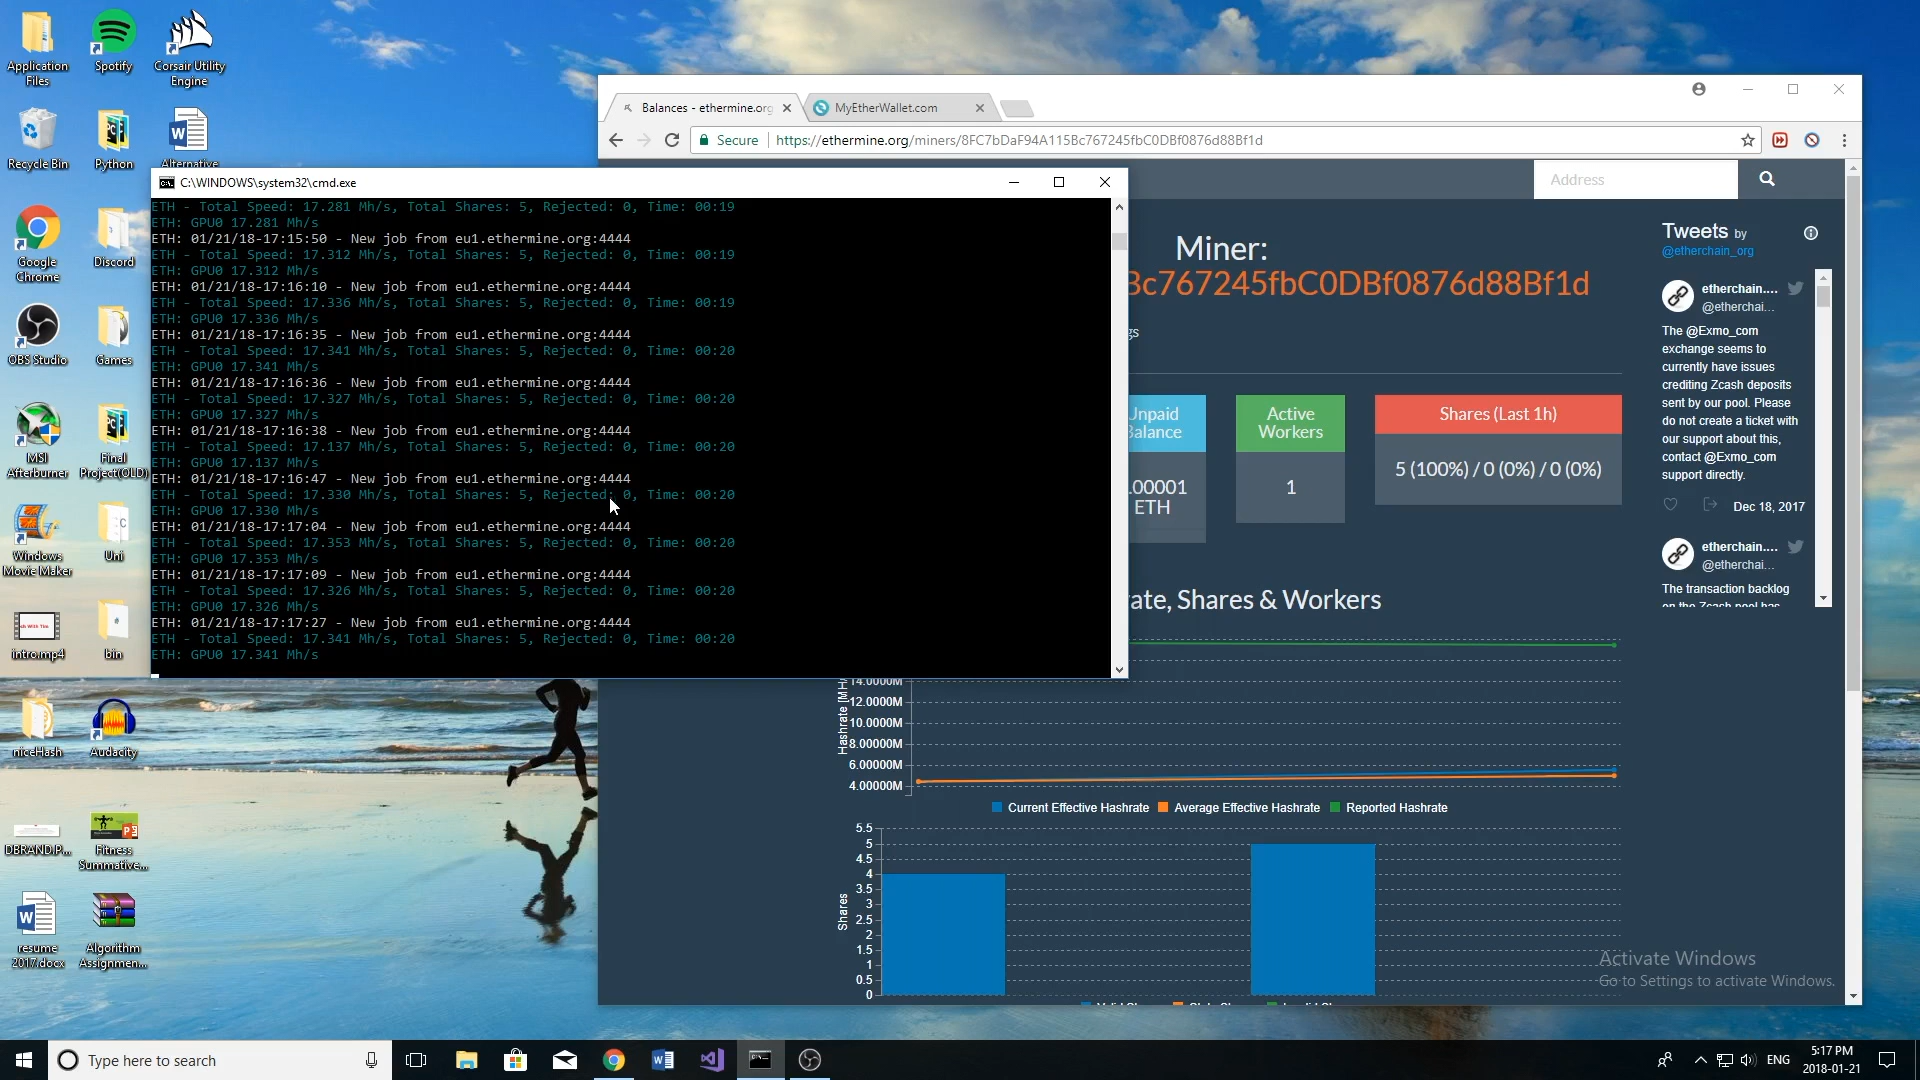 Application
Files
Spotify
Corsair Utility
Engine
Recycle Bin
Python
Alternative
Google
Chrome
Discord
OBS Studio
Games
MSI
Afterburner
Final
Project(OLD)
Windows
Movie Maker
Uni
intro.mp4
bin
niceHash
Audacity
DBRAND.P...
Fitness
Summative...
resume
2017.docx
Algorithm
Assignmen...
C:\WINDOWS\system32\cmd.exe
ETH - Total Speed: 17.281 Mh/s, Total Shares: 5, Rejected: 0, Time: 00:19
ETH: GPU0 17.281 Mh/s
ETH: 01/21/18-17:15:50 - New job from eu1.ethermine.org:4444
ETH - Total Speed: 17.312 Mh/s, Total Shares: 5, Rejected: 0, Time: 00:19
ETH: GPU0 17.312 Mh/s
ETH: 01/21/18-17:16:10 - New job from eu1.ethermine.org:4444
ETH - Total Speed: 17.336 Mh/s, Total Shares: 5, Rejected: 0, Time: 00:19
ETH: GPU0 17.336 Mh/s
ETH: 01/21/18-17:16:35 - New job from eu1.ethermine.org:4444
ETH - Total Speed: 17.341 Mh/s, Total Shares: 5, Rejected: 0, Time: 00:20
ETH: GPU0 17.341 Mh/s
ETH: 01/21/18-17:16:36 - New job from eu1.ethermine.org:4444
ETH - Total Speed: 17.327 Mh/s, Total Shares: 5, Rejected: 0, Time: 00:20
ETH: GPU0 17.327 Mh/s
ETH: 01/21/18-17:16:38 - New job from eu1.ethermine.org:4444
ETH - Total Speed: 17.137 Mh/s, Total Shares: 5, Rejected: 0, Time: 00:20
ETH: GPU0 17.137 Mh/s
ETH: 01/21/18-17:16:47 - New job from eu1.ethermine.org:4444
ETH - Total Speed: 17.330 Mh/s, Total Shares: 5, Rejected: 0, Time: 00:20
ETH: GPU0 17.330 Mh/s
ETH: 01/21/18-17:17:04 - New job from eu1.ethermine.org:4444
ETH - Total Speed: 17.353 Mh/s, Total Shares: 5, Rejected: 0, Time: 00:20
ETH: GPU0 17.353 Mh/s
ETH: 01/21/18-17:17:09 - New job from eu1.ethermine.org:4444
ETH - Total Speed: 17.326 Mh/s, Total Shares: 5, Rejected: 0, Time: 00:20
ETH: GPU0 17.326 Mh/s
ETH: 01/21/18-17:17:27 - New job from eu1.ethermine.org:4444
ETH - Total Speed: 17.341 Mh/s, Total Shares: 5, Rejected: 0, Time: 00:20
ETH: GPU0 17.341 Mh/s
Balances - ethermine.org
MyEtherWallet.com
Secure https://ethermine.org/miners/8FC7bDaF94A115Bc767245fbC0DBf0876d88Bf1d
Address
Miner:
Bc767245fbC0DBf0876d88Bf1d
gs
Unpaid
Balance
.00001
ETH
Active
Workers
1
Shares (Last 1h)
5 (100%) / 0 (0%) / 0 (0%)
Tweets by
@etherchain_org
etherchain....
@etherchai...
The @Exmo_com
exchange seems to
currently have issues
crediting Zcash deposits
sent by our pool. Please
do not create a ticket with
our support about this,
contact @Exmo_com
support directly.
Dec 18, 2017
etherchain....
@etherchai...
The transaction backlog
on the Zcash pool has
rate, Shares & Workers
Hashrate [MH/
14.0000M
12.0000M
10.0000M
8.00000M
6.00000M
4.00000M
Current Effective Hashrate
Average Effective Hashrate
Reported Hashrate
Shares
5.5
5
4.5
4
3.5
3
2.5
2
1.5
1
0.5
0
Activate Windows
Go to Settings to activate Windows.
Type here to search
ENG
5:17 PM
2018-01-21